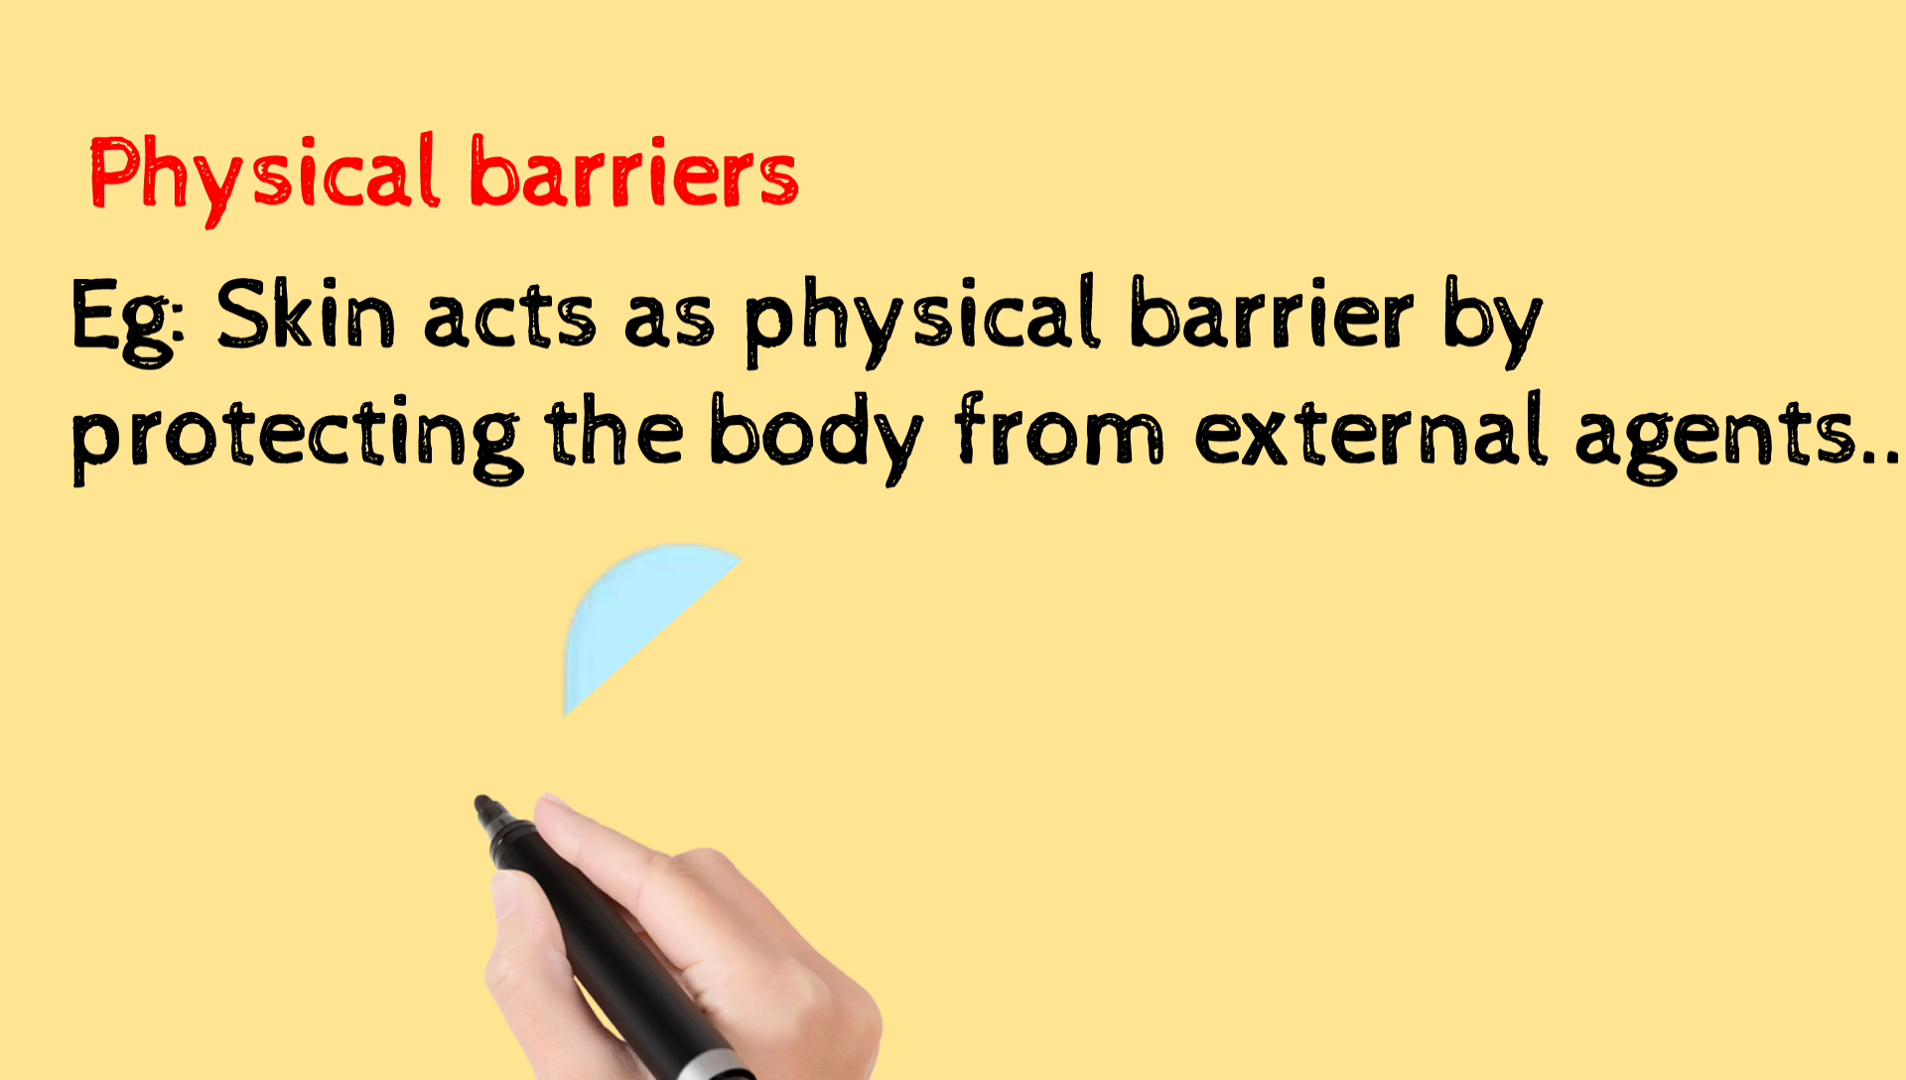 Physical barriers
Eg: Skin acts as physical barrier by
protecting the body from external agents..